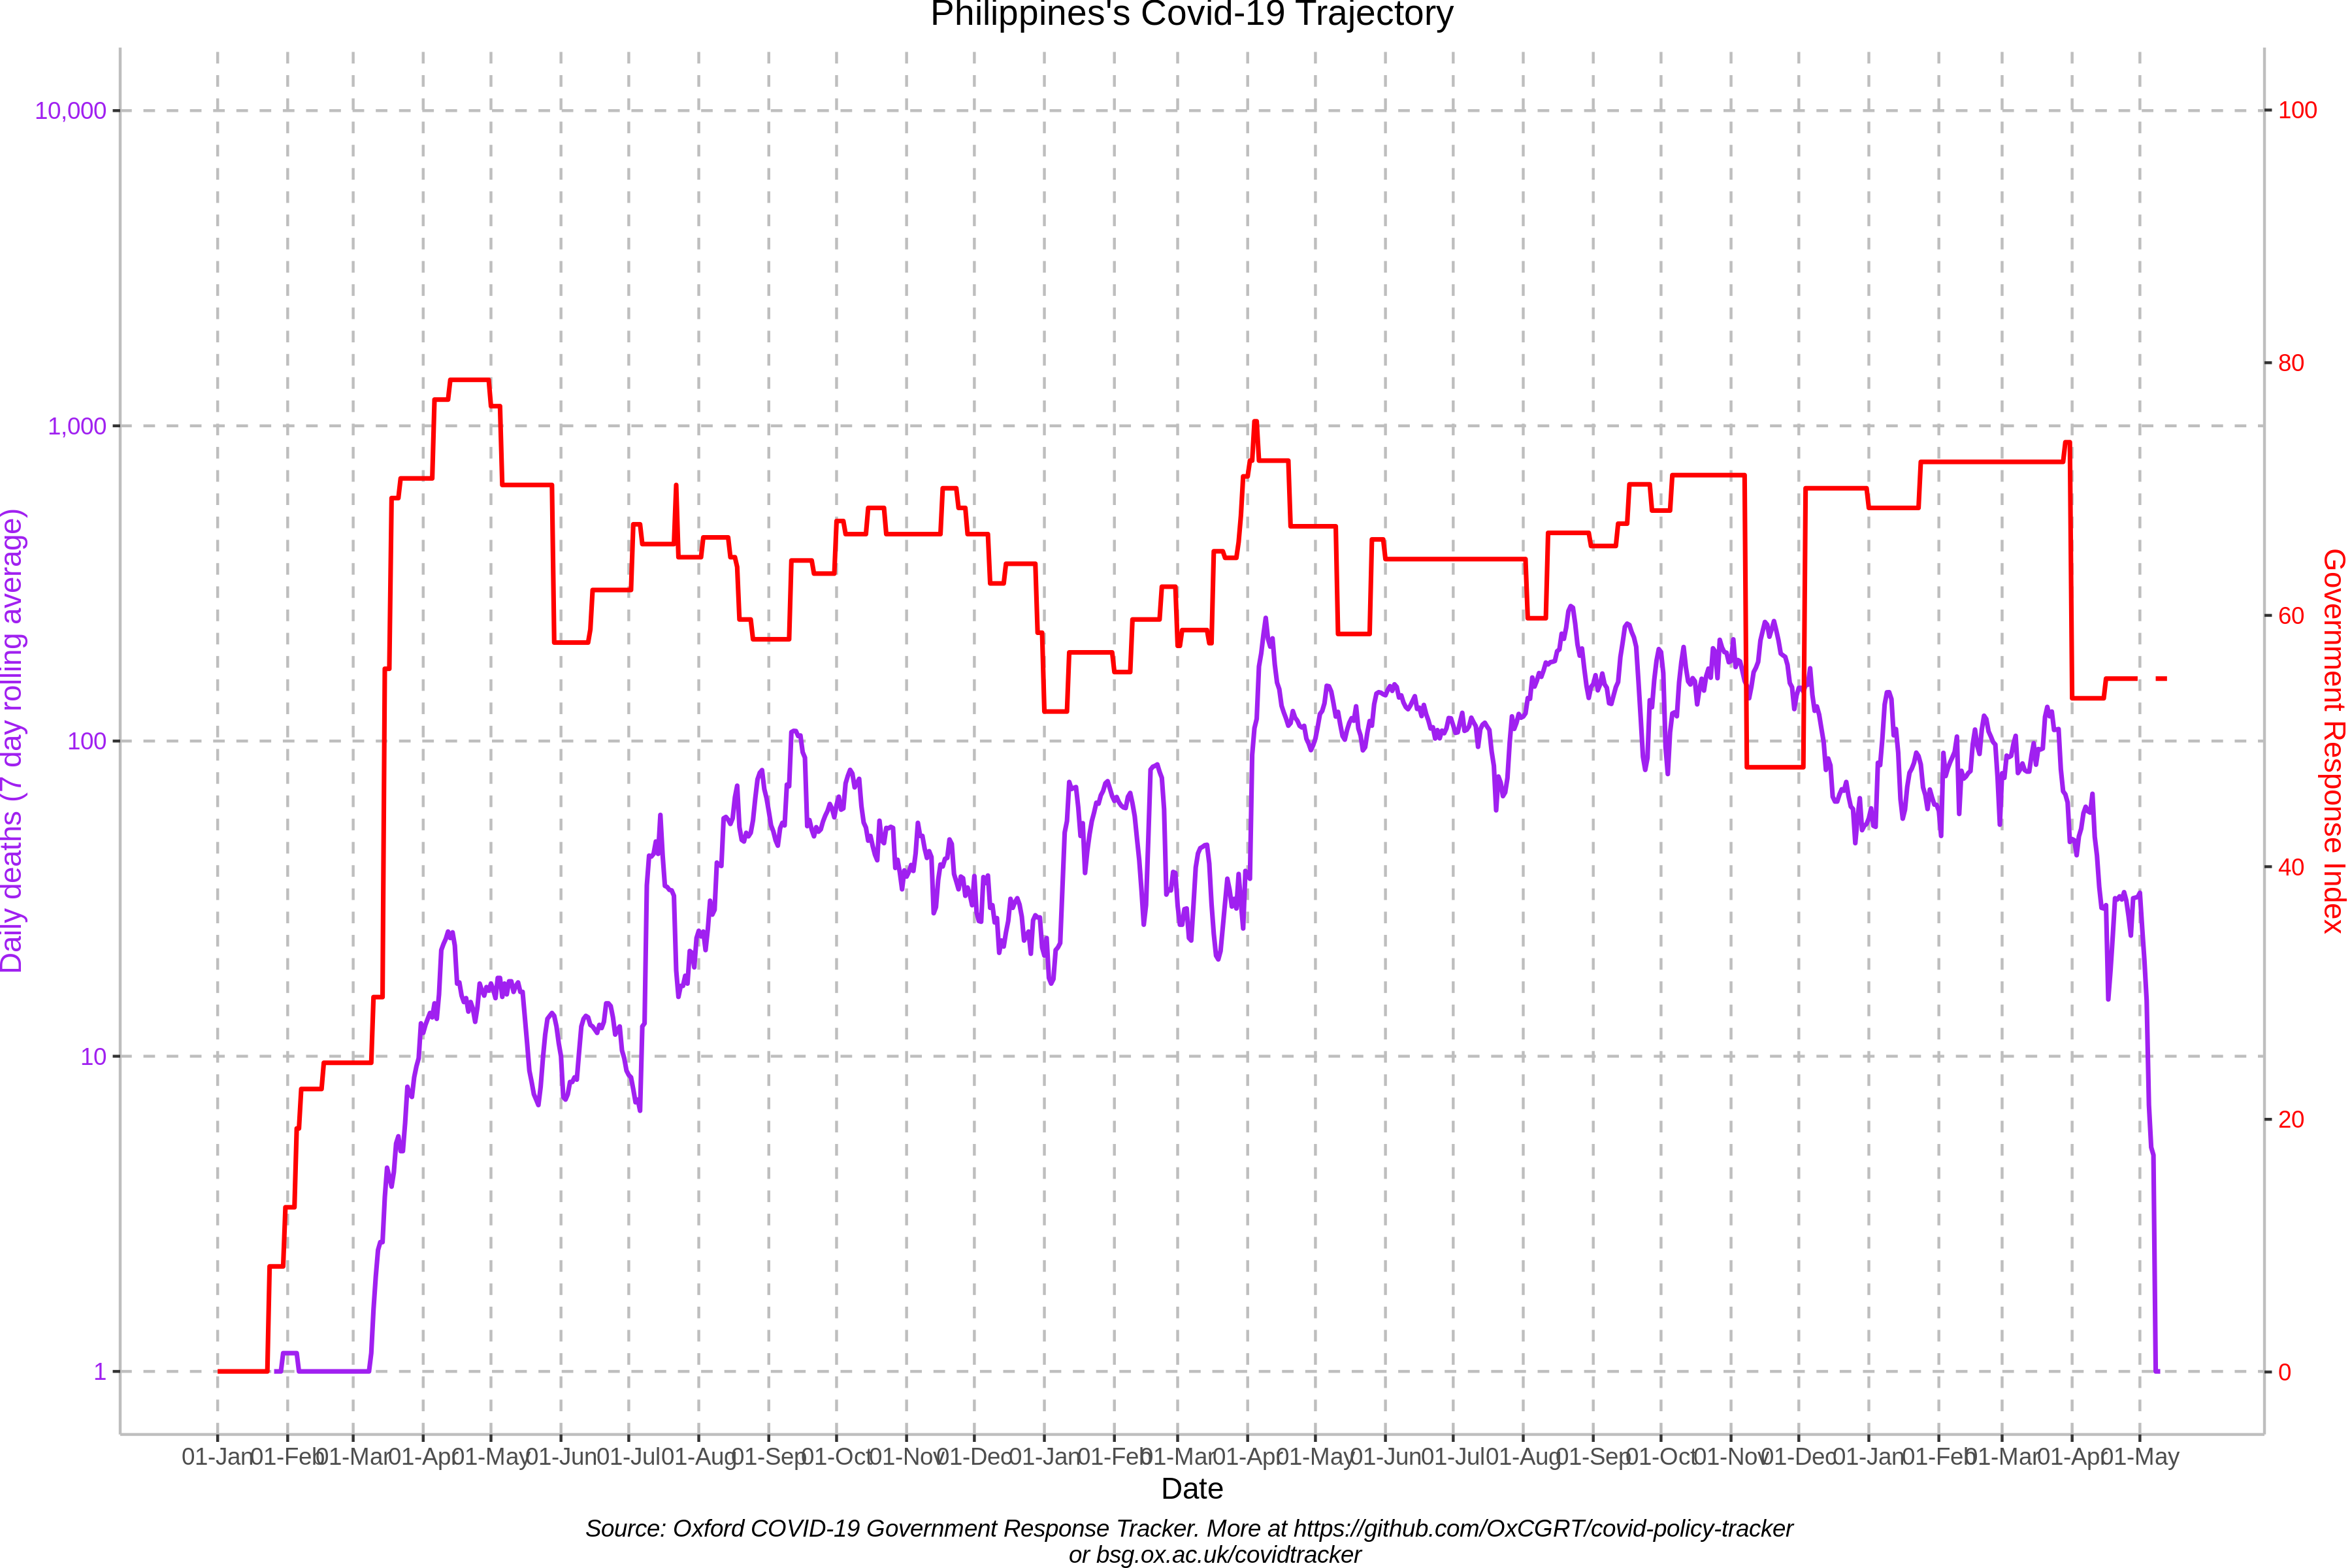 Philippines's Covid-19 Trajectory
10,000
1,000
100
10
1
Daily deaths (7 day rolling average)
100
80
60
40
20
0
Government Response Index
01-Jan 01-Feb 01-Mar 01-Apr 01-May 01-Jun 01-Jul 01-Aug 01-Sep 01-Oct 01-Nov 01-Dec 01-Jan 01-Feb 01-Mar 01-Apr 01-May 01-Jun 01-Jul 01-Aug 01-Sep 01-Oct 01-Nov 01-Dec 01-Jan 01-Feb 01-Mar 01-Apr 01-May
Date
Source: Oxford COVID-19 Government Response Tracker. More at https://github.com/OxCGRT/covid-policy-tracker
or bsg.ox.ac.uk/covidtracker